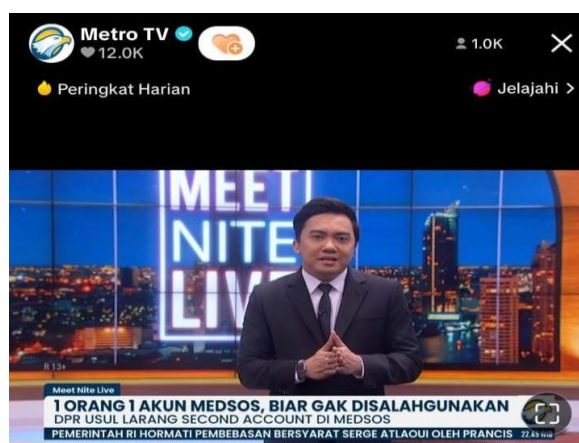 Metro TV
12.0K
1.0K
Peringkat Harian
Jelajahi >
MEET
NITE
LIVE
R 13+
Meet Nite Live
1 ORANG 1 AKUN MEDSOS, BIAR GAK DISALAHGUNAKAN
DPR USUL LARANG SECOND ACCOUNT DI MEDSOS
PEMERINTAH RI HORMATI PEMBEBASAN BERSYARAT SERGE ATLAOUI OLEH PRANCIS